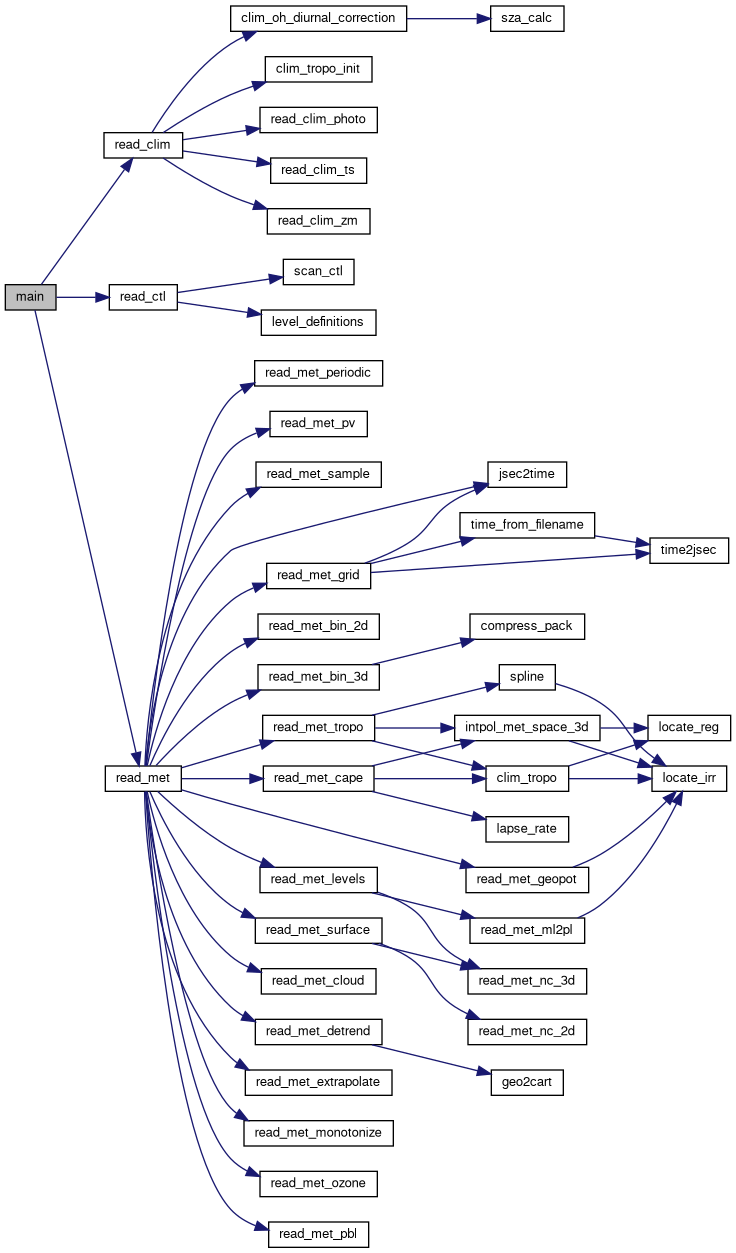 clim_oh_diurnal_correction
sza_calc
clim_tropo_init
read_clim_photo
read_clim
read_clim_ts
read_clim_zm
scan_ctl
main
read_ctl
level_definitions
read_met_periodic
read_met_pv
read_met_sample
jsec2time
time_from_filename
time2jsec
read_met_grid
read_met_bin_2d
compress_pack
read_met_bin_3d
spline
read_met_tropo
intpol_met_space_3d
locate_reg
read_met
read_met_cape
clim_tropo
locate_irr
lapse_rate
read_met_levels
read_met_geopot
read_met_surface
read_met_ml2pl
read_met_cloud
read_met_nc_3d
read_met_detrend
read_met_nc_2d
read_met_extrapolate
geo2cart
read_met_monotonize
read_met_ozone
read_met_pbl